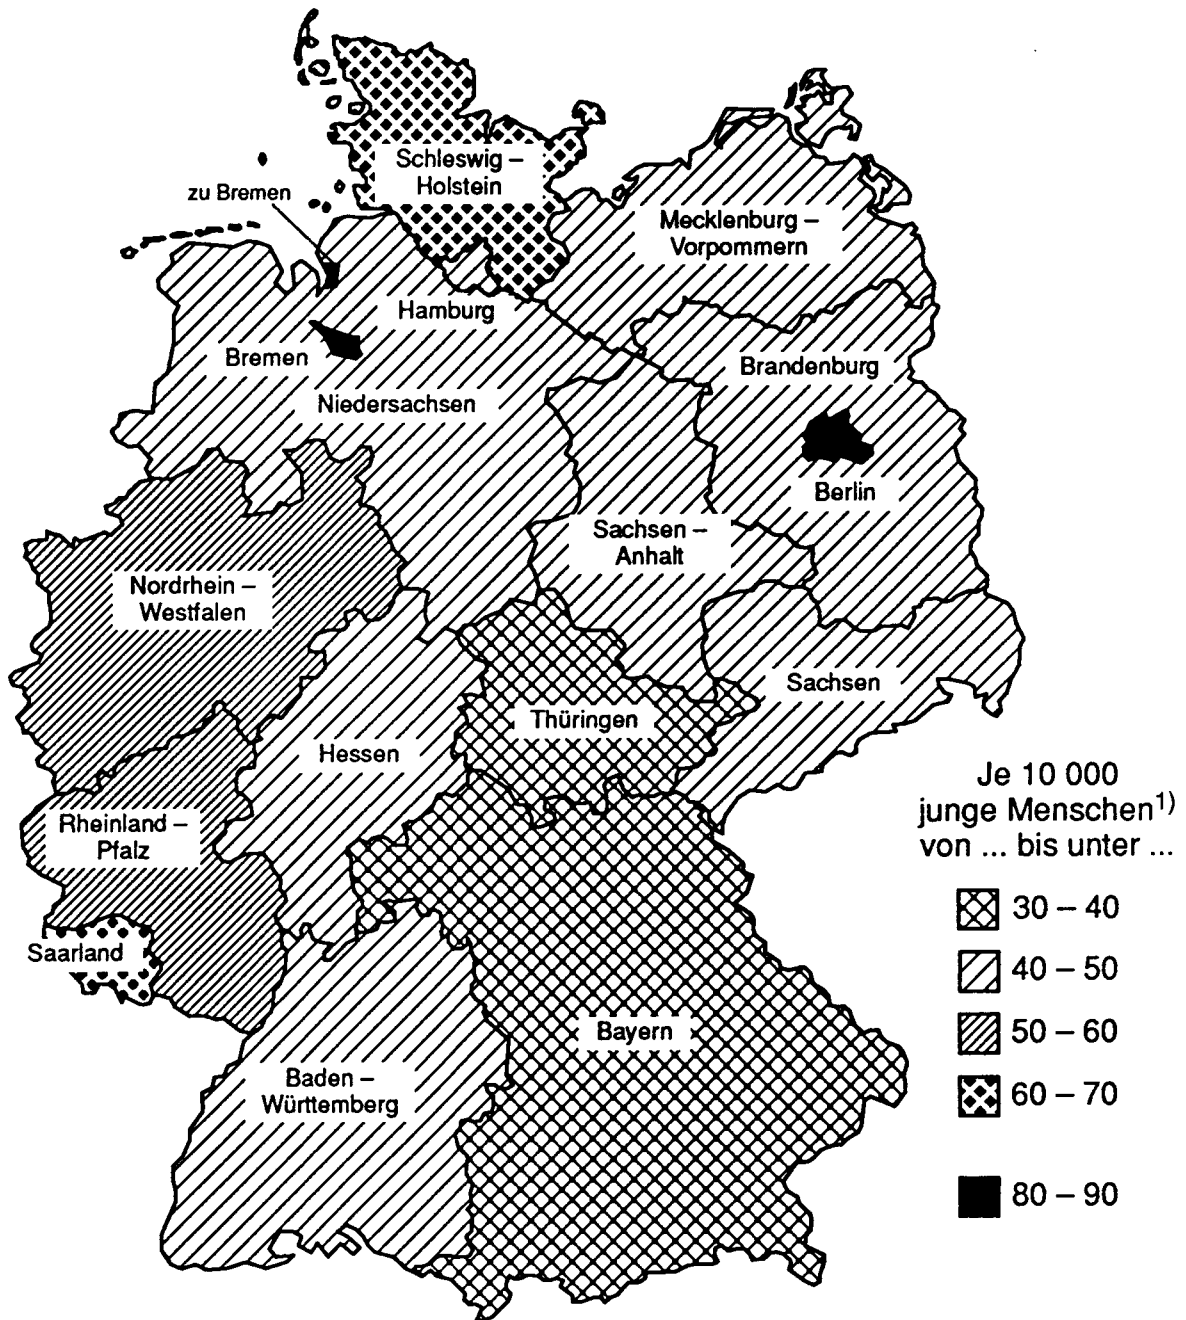 Schleswig –
Holstein
zu Bremen
Mecklenburg –
Vorpommern
Hamburg
Bremen
Brandenburg
Niedersachsen
Berlin
Sachsen –
Anhalt
Nordrhein –
Westfalen
Sachsen
Thüringen
Hessen
Rheinland –
Pfalz
Saarland
Bayern
Baden –
Württemberg
Je 10 000
junge Menschen1)
von ... bis unter ...
30 – 40
40 – 50
50 – 60
60 – 70
80 – 90